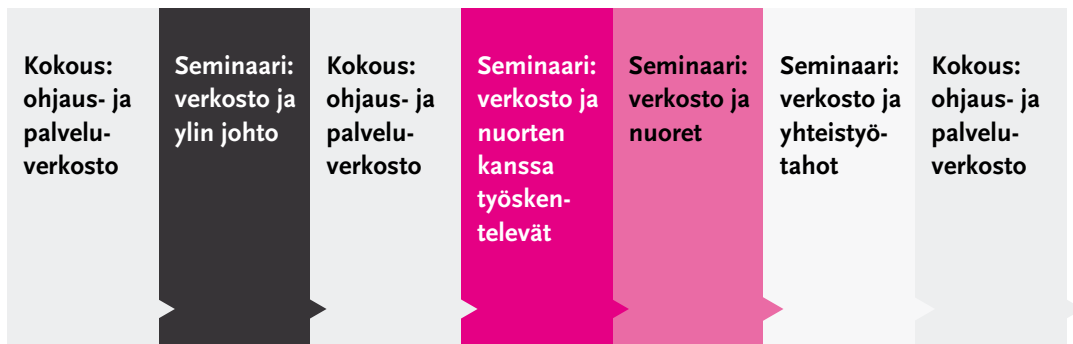 Kokous:
ohjaus- ja
palvelu-
verkosto
Seminaari:
verkosto ja
ylin johto
Kokous:
ohjaus- ja
palvelu-
verkosto
Seminaari:
verkosto ja
nuorten
kanssa
työsken-
televät
Seminaari:
verkosto ja
nuoret
Seminaari:
verkosto ja
yhteistyö-
tahot
Kokous:
ohjaus- ja
palvelu-
verkosto